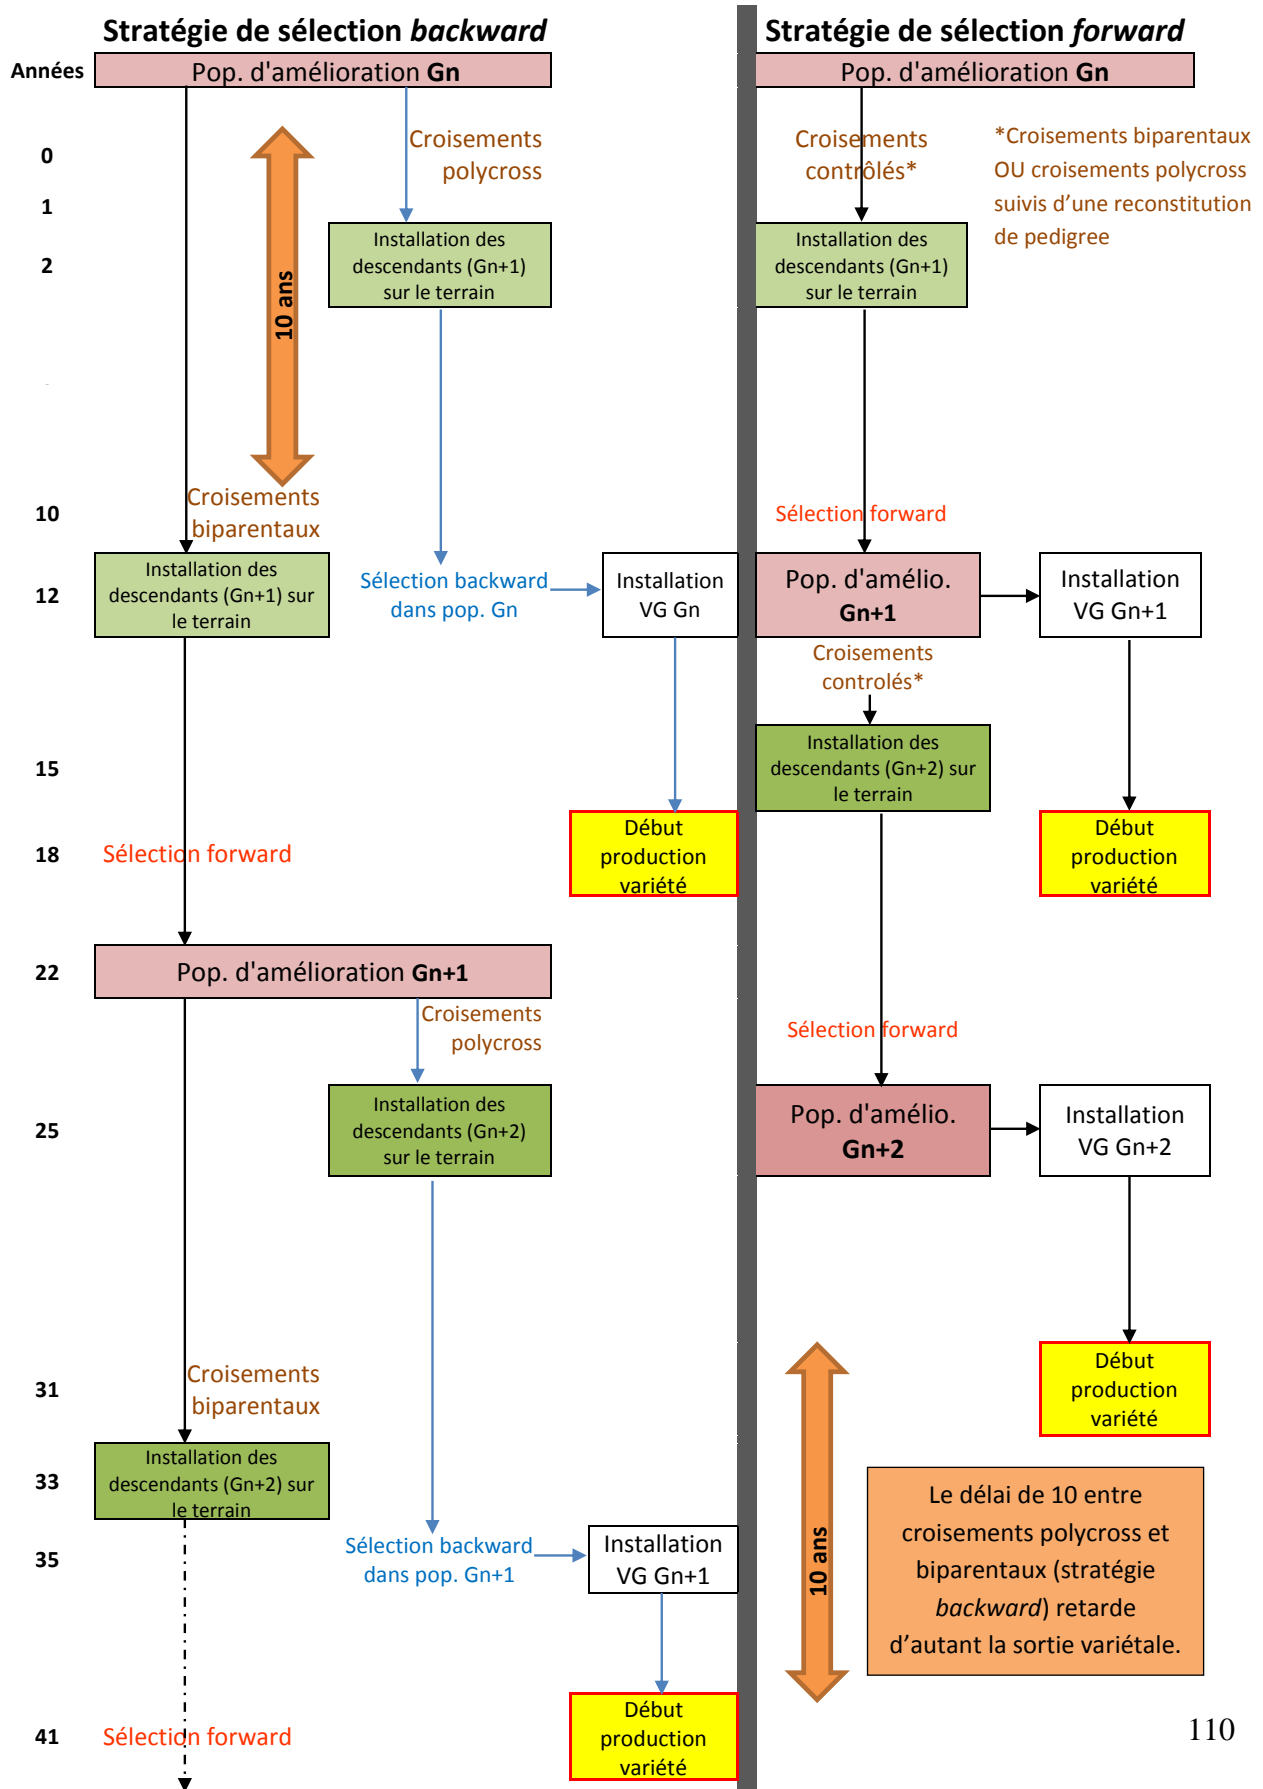 Stratégie de sélection backward
Stratégie de sélection forward
Années
Pop. d'amélioration Gn
Pop. d'amélioration Gn
0
1
2
10 ans
Croisements
polycross
Installation des
descendants (Gn+1)
sur le terrain
Croisements
contrôlés*
*Croisements biparentaux
OU croisements polycross
suivis d'une reconstitution
de pedigree
Installation des
descendants (Gn+1)
sur le terrain
10
Croisements
biparentaux
Sélection forward
12
Installation des
descendants (Gn+1) sur
le terrain
Sélection backward
dans pop. Gn
Installation
VG Gn
Pop. d'amélio.
Gn+1
Installation
VG Gn+1
Croisements
controlés*
15
Installation des
descendants (Gn+2) sur
le terrain
18
Sélection forward
Début
production
variété
Début
production
variété
22
Pop. d'amélioration Gn+1
Croisements
polycross
Sélection forward
25
Installation des
descendants (Gn+2)
sur le terrain
Pop. d'amélio.
Gn+2
Installation
VG Gn+2
31
Croisements
biparentaux
Début
production
variété
33
Installation des
descendants (Gn+2) sur
le terrain
10 ans
Le délai de 10 entre
croisements polycross et
biparentaux (stratégie
backward) retarde
d'autant la sortie variétale.
35
Sélection backward
dans pop. Gn+1
Installation
VG Gn+1
41
Sélection forward
Début
production
variété
110